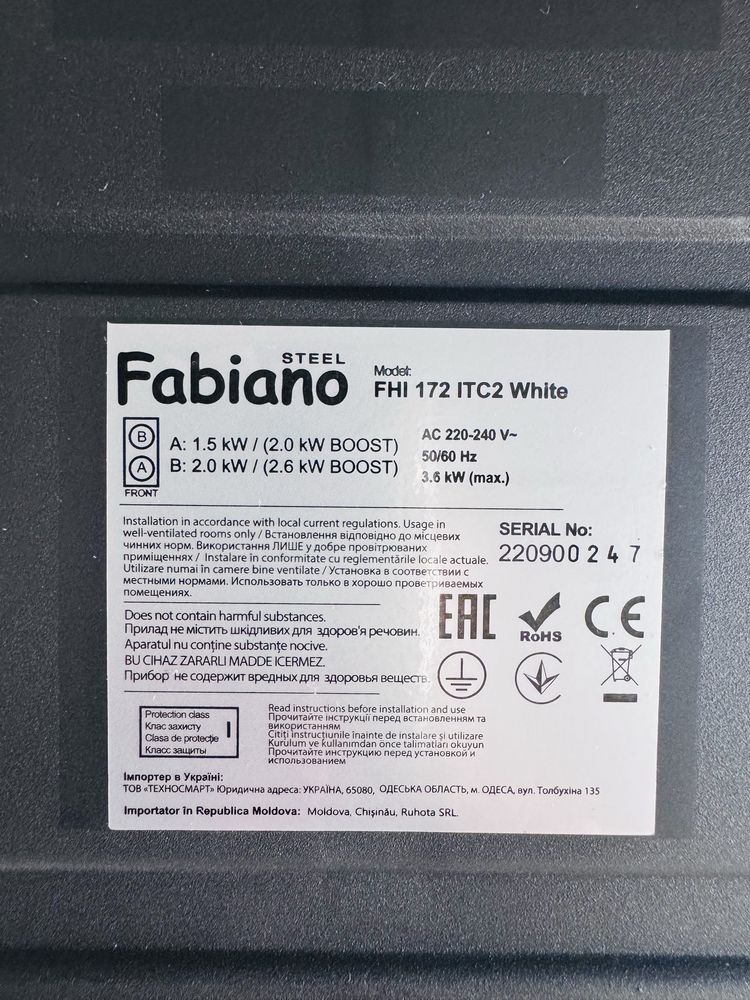 STEEL
Fabiano
Model:
FHI 172 ITC2 White
B
A
FRONT
A: 1.5 kW / (2.0 kW BOOST)
B: 2.0 kW / (2.6 kW BOOST)
AC 220-240 V~
50/60 Hz
3.6 kW (max.)
Installation in accordance with local current regulations. Usage in
well-ventilated rooms only / Встановлення відповідно до місцевих
чинних норм. Використання ЛИШЕ у добре провітрюваних
приміщеннях / Instalare in conformitate cu reglementările locale actuale.
Utilizare numai în camere bine ventilate / Установка в соответствии с
местными нормами. Использовать только в хорошо проветриваемых
помещениях.
SERIAL No:
220900 2 4 7
Does not contain harmful substances.
Прилад не містить шкідливих для здоров'я речовин.
Aparatul nu conține substanțe nocive.
BU CIHAZ ZARARLI MADDE ICERMEZ.
Прибор не содержит вредных для здоровья веществ.
EAC
RoHS
CE
Protection class
Клас захисту
Clasa de protecție
Класс защиты
I
Read instructions before installation and use
Прочитайте інструкції перед встановленням та
використанням
Citiți instrucțiunile înainte de instalare și utilizare
Kurulum ve kullanımdan önce talimatları okuyun
Прочитайте инструкцию перед установкой и
использованием
Імпортер в Україні:
ТОВ «ТЕХНОСМАРТ» Юридична адреса: УКРАЇНА, 65080, ОДЕСЬКА ОБЛАСТЬ, м. ОДЕСА, вул. Толбухіна 135
Importator în Republica Moldova: Moldova, Chișinău, Ruhota SRL.